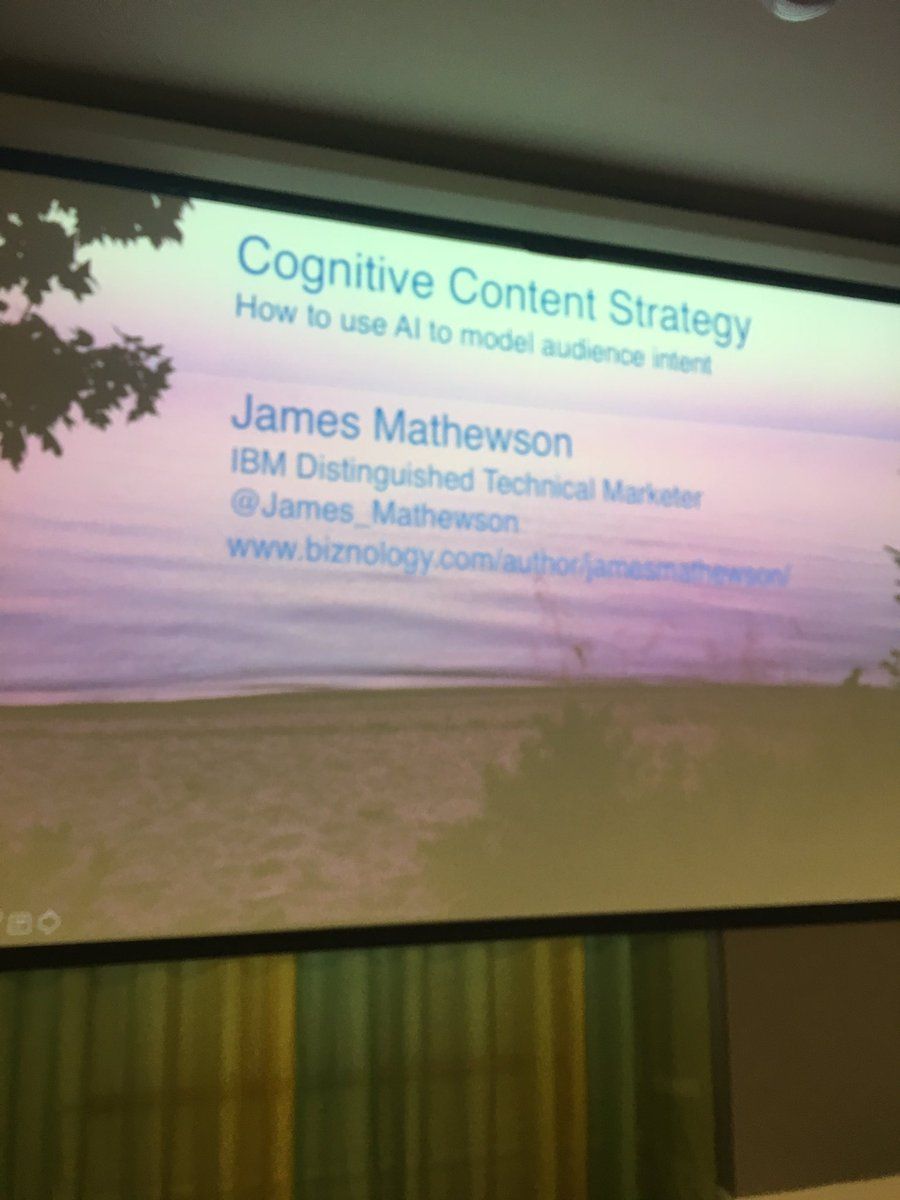 Cognitive Content Strategy
How to use AI to model audience intent
James Mathewson
IBM Distinguished Technical Marketer
@James_Mathewson
www.biznology.com/author/jamesmathewson/